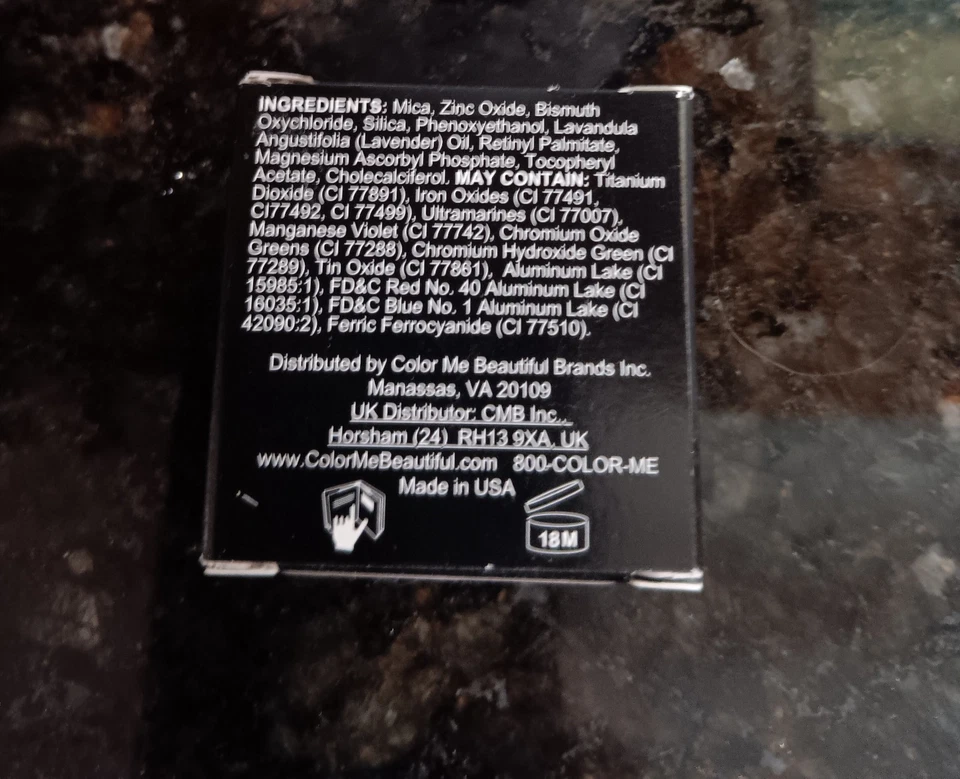 INGREDIENTS: Mica, Zinc Oxide, Bismuth
Oxychloride, Silica, Phenoxyethanol, Lavandula
Angustifolia (Lavender) Oil, Retinyl Palmitate,
Magnesium Ascorbyl Phosphate, Tocopheryl
Acetate, Cholecalciferol. MAY CONTAIN: Titanium
Dioxide (CI 77891), Iron Oxides (CI 77491,
CI77492, CI 77499), Ultramarines (CI 77007),
Manganese Violet (CI 77742), Chromium Oxide
Greens (CI 77288), Chromium Hydroxide Green (CI
77289), Tin Oxide (CI 77861), Aluminum Lake (CI
15985:1), FD&C Red No. 40 Aluminum Lake (CI
16035:1), FD&C Blue No. 1 Aluminum Lake (CI
42090:2), Ferric Ferrocyanide (CI 77510).
Distributed by Color Me Beautiful Brands Inc.
Manassas, VA 20109
UK Distributor: CMB Inc.,
Horsham (24) RH13 9XA. UK
www.ColorMeBeautiful.com 800-COLOR-ME
Made in USA
18M